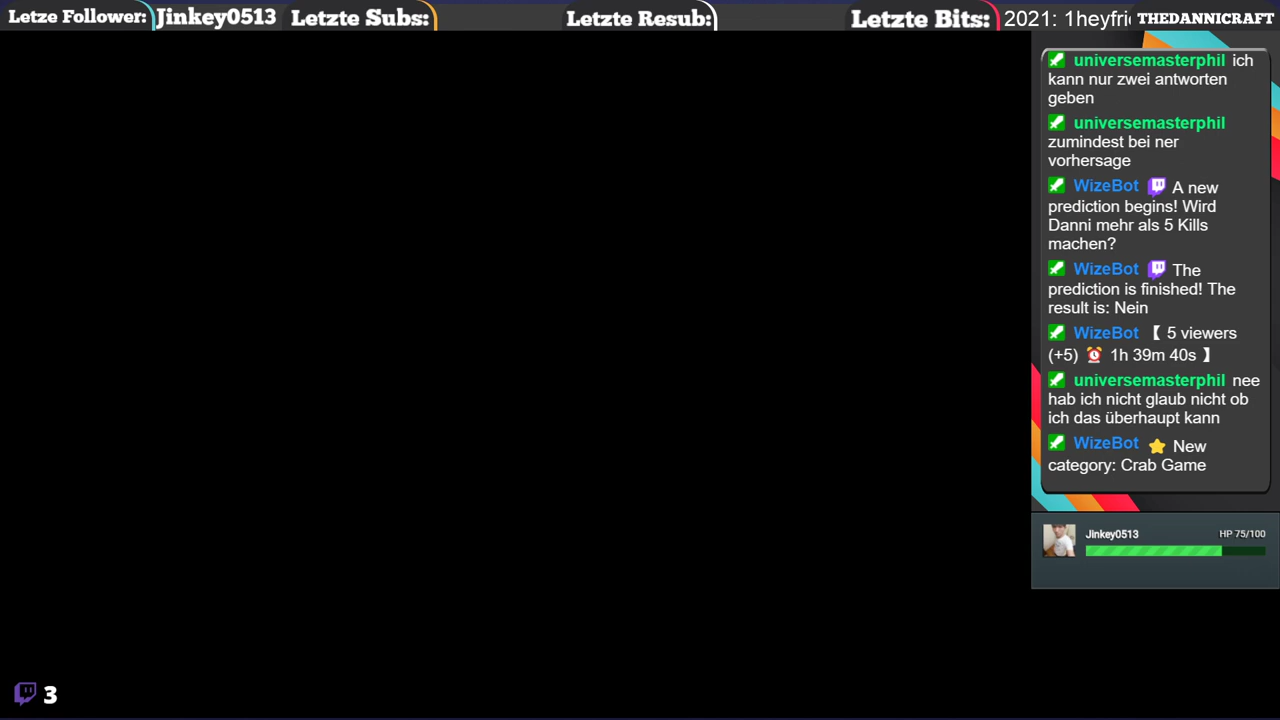 Letze Follower: Jinkey0513 Letzte Subs: Letzte Resub: Letzte Bits: 2021: 1heyfri THEDANNICRAFT
universemasterphil ich
kann nur zwei antworten
geben
universemasterphil
zumindest bei ner
vorhersage
WizeBot A new
prediction begins! Wird
Danni mehr als 5 Kills
machen?
WizeBot The
prediction is finished! The
result is: Nein
WizeBot 【 5 viewers
(+5) ⏰ 1h 39m 40s 】
universemasterphil nee
hab ich nicht glaub nicht ob
ich das überhaupt kann
WizeBot ⭐ New
category: Crab Game
Jinkey0513 HP 75/100
3